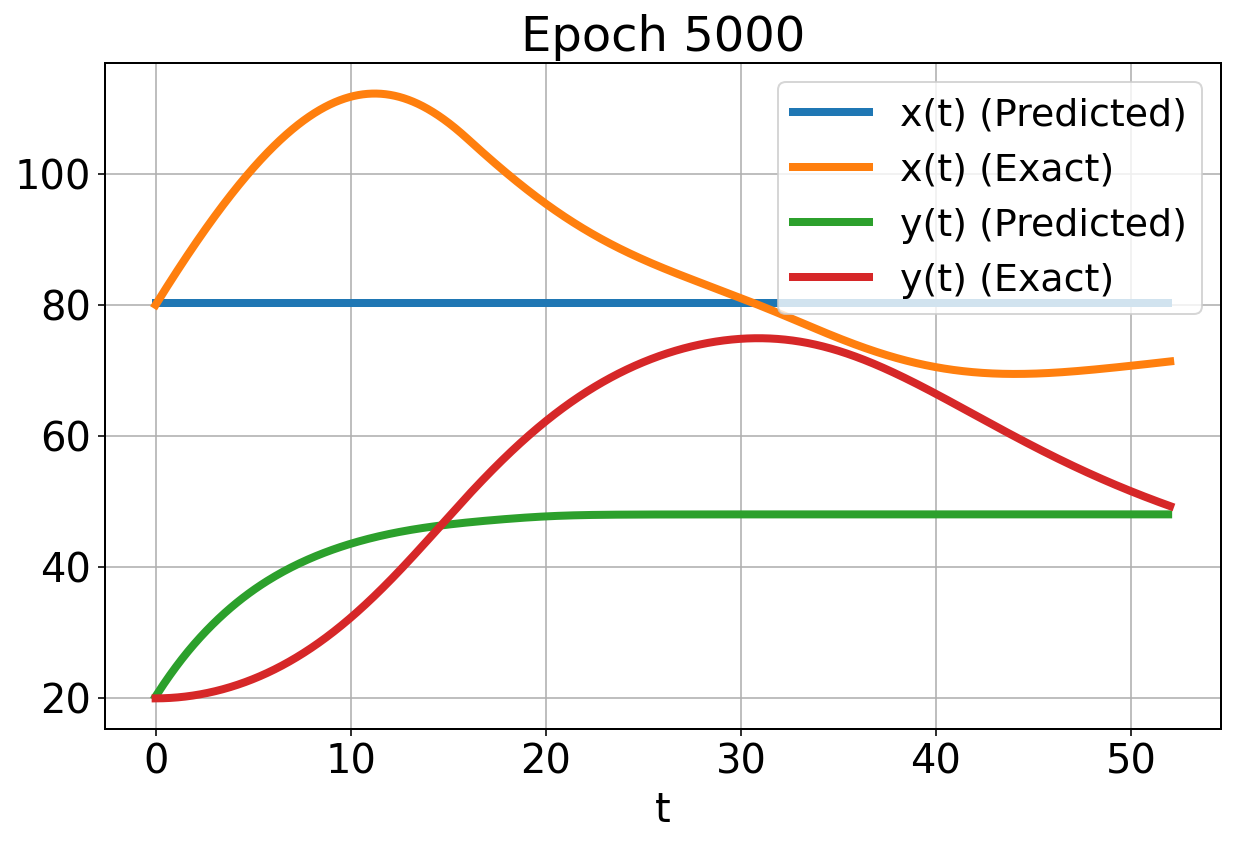 Epoch 5000
x(t) (Predicted)
x(t) (Exact)
y(t) (Predicted)
y(t) (Exact)
100
80
60
40
20
0 10 20 30 40 50
t